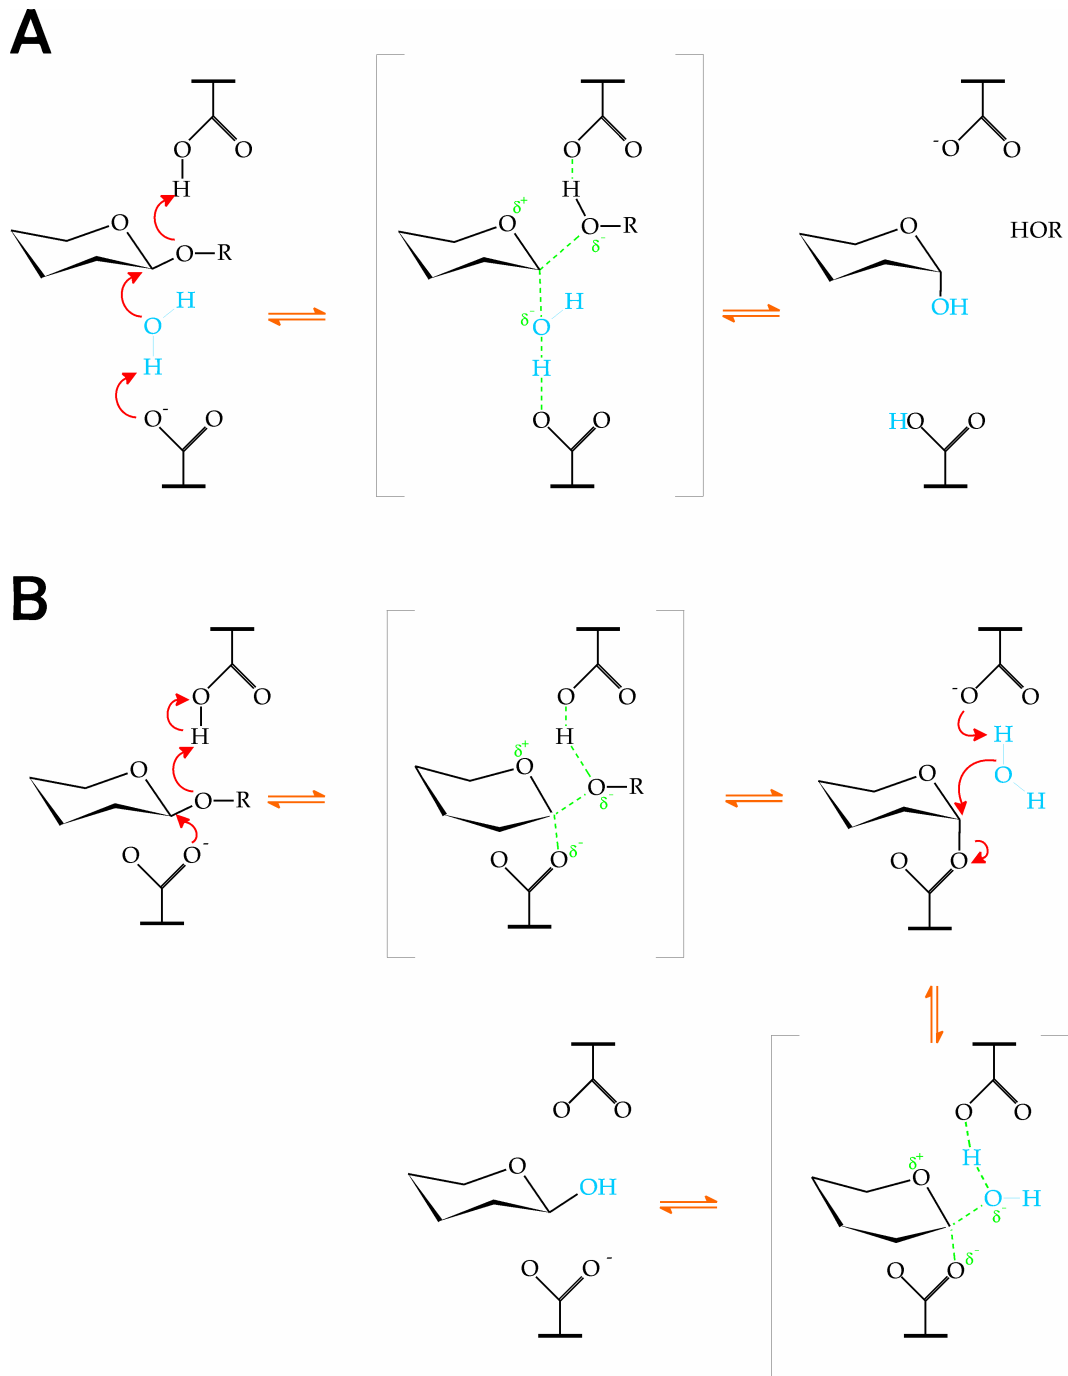 A
O O O O ⁻O O
H H
δ⁺
O O O
O–R O–R HOR
δ⁻
H H
δ⁻
O O OH
H H
O⁻ O O O HO O
B
O O O O ⁻O O
H H H
δ⁺
O O O O
O–R O–R H
δ⁻
O O⁻ O O δ⁻ O O
O O O O
H
O δ⁺ O
OH O–H
δ⁻
O O⁻ O O δ⁻